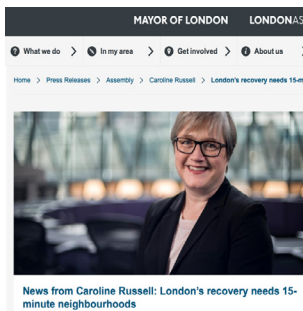 MAYOR OF LONDON LONDONAS
What we do > In my area > Get involved > About us
Home > Press Releases > Assembly > Caroline Russell > London's recovery needs 15-m
News from Caroline Russell: London's recovery needs 15-
minute neighbourhoods